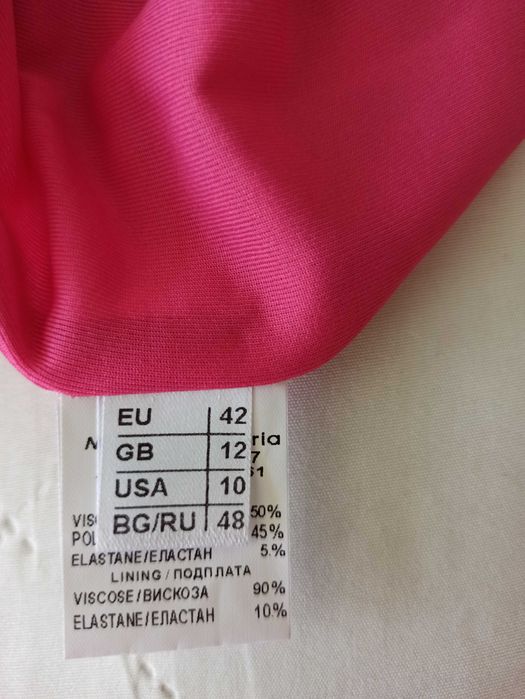 EU 42
GB 12
USA 10
BG/RU 48
50%
45%
ELASTANE/ЕЛАСТАН 5.%
LINING / ПОДПЛАТА
VISCOSE/ВИСКОЗА 90%
ELASTANE/ЕЛАСТАН 10.%